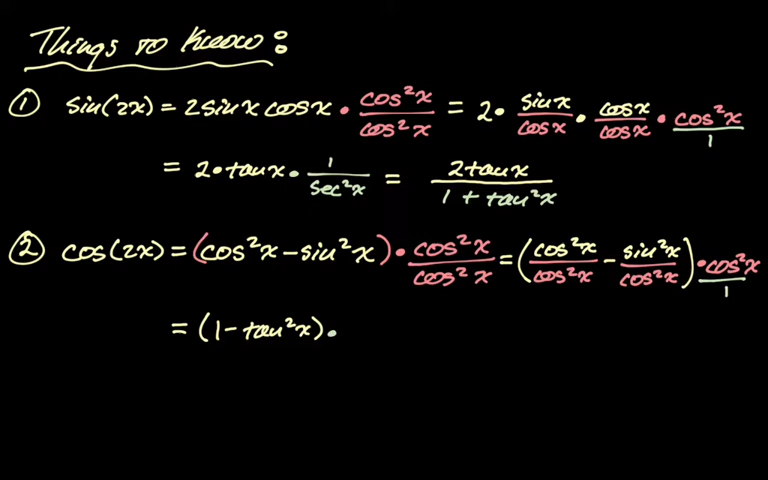 Things to Know:
① sin(2x) = 2sinx cosx · cos²x/cos²x = 2 · sinx/cosx · cosx/cosx · cos²x/1
= 2 · tanx · 1/sec²x = 2tanx/(1 + tan²x)
② cos(2x) = (cos²x - sin²x) · cos²x/cos²x = (cos²x/cos²x - sin²x/cos²x) · cos²x/1
= (1 - tan²x) ·